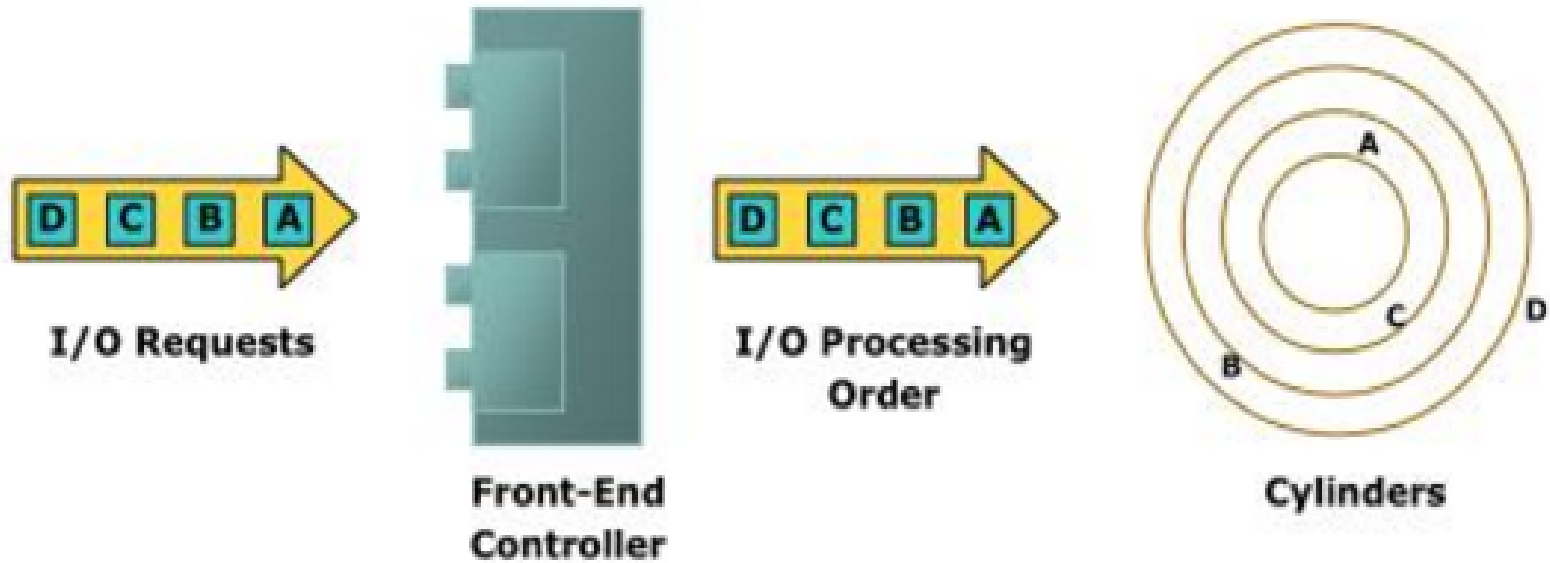 D C B A
I/O Requests
Front-End
Controller
D C B A
I/O Processing
Order
A
C
D
B
Cylinders